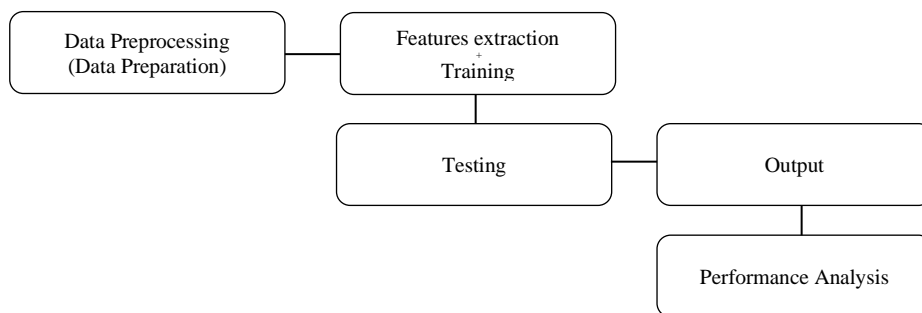 Data Preprocessing
(Data Preparation)
Features extraction
+
Training
Testing
Output
Performance Analysis